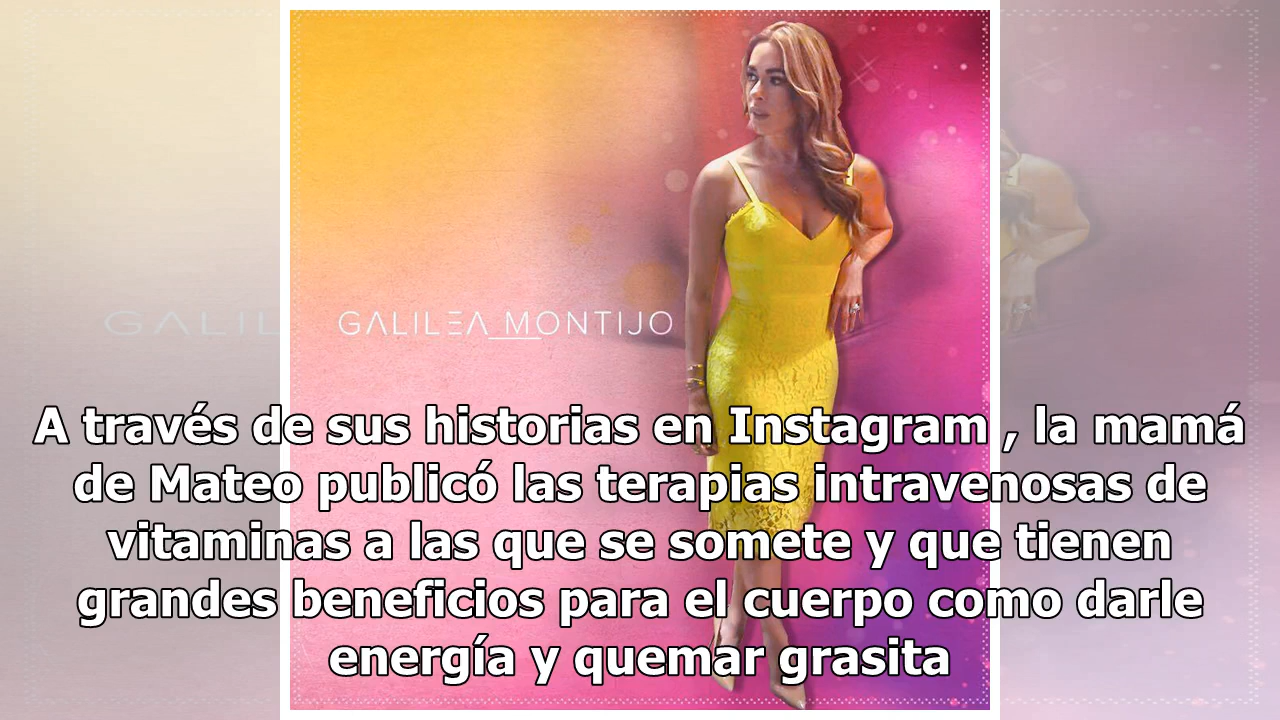 GALIL
GALILEA MONTIJO
A través de sus historias en Instagram , la mamá
de Mateo publicó las terapias intravenosas de
vitaminas a las que se somete y que tienen
grandes beneficios para el cuerpo como darle
energía y quemar grasita